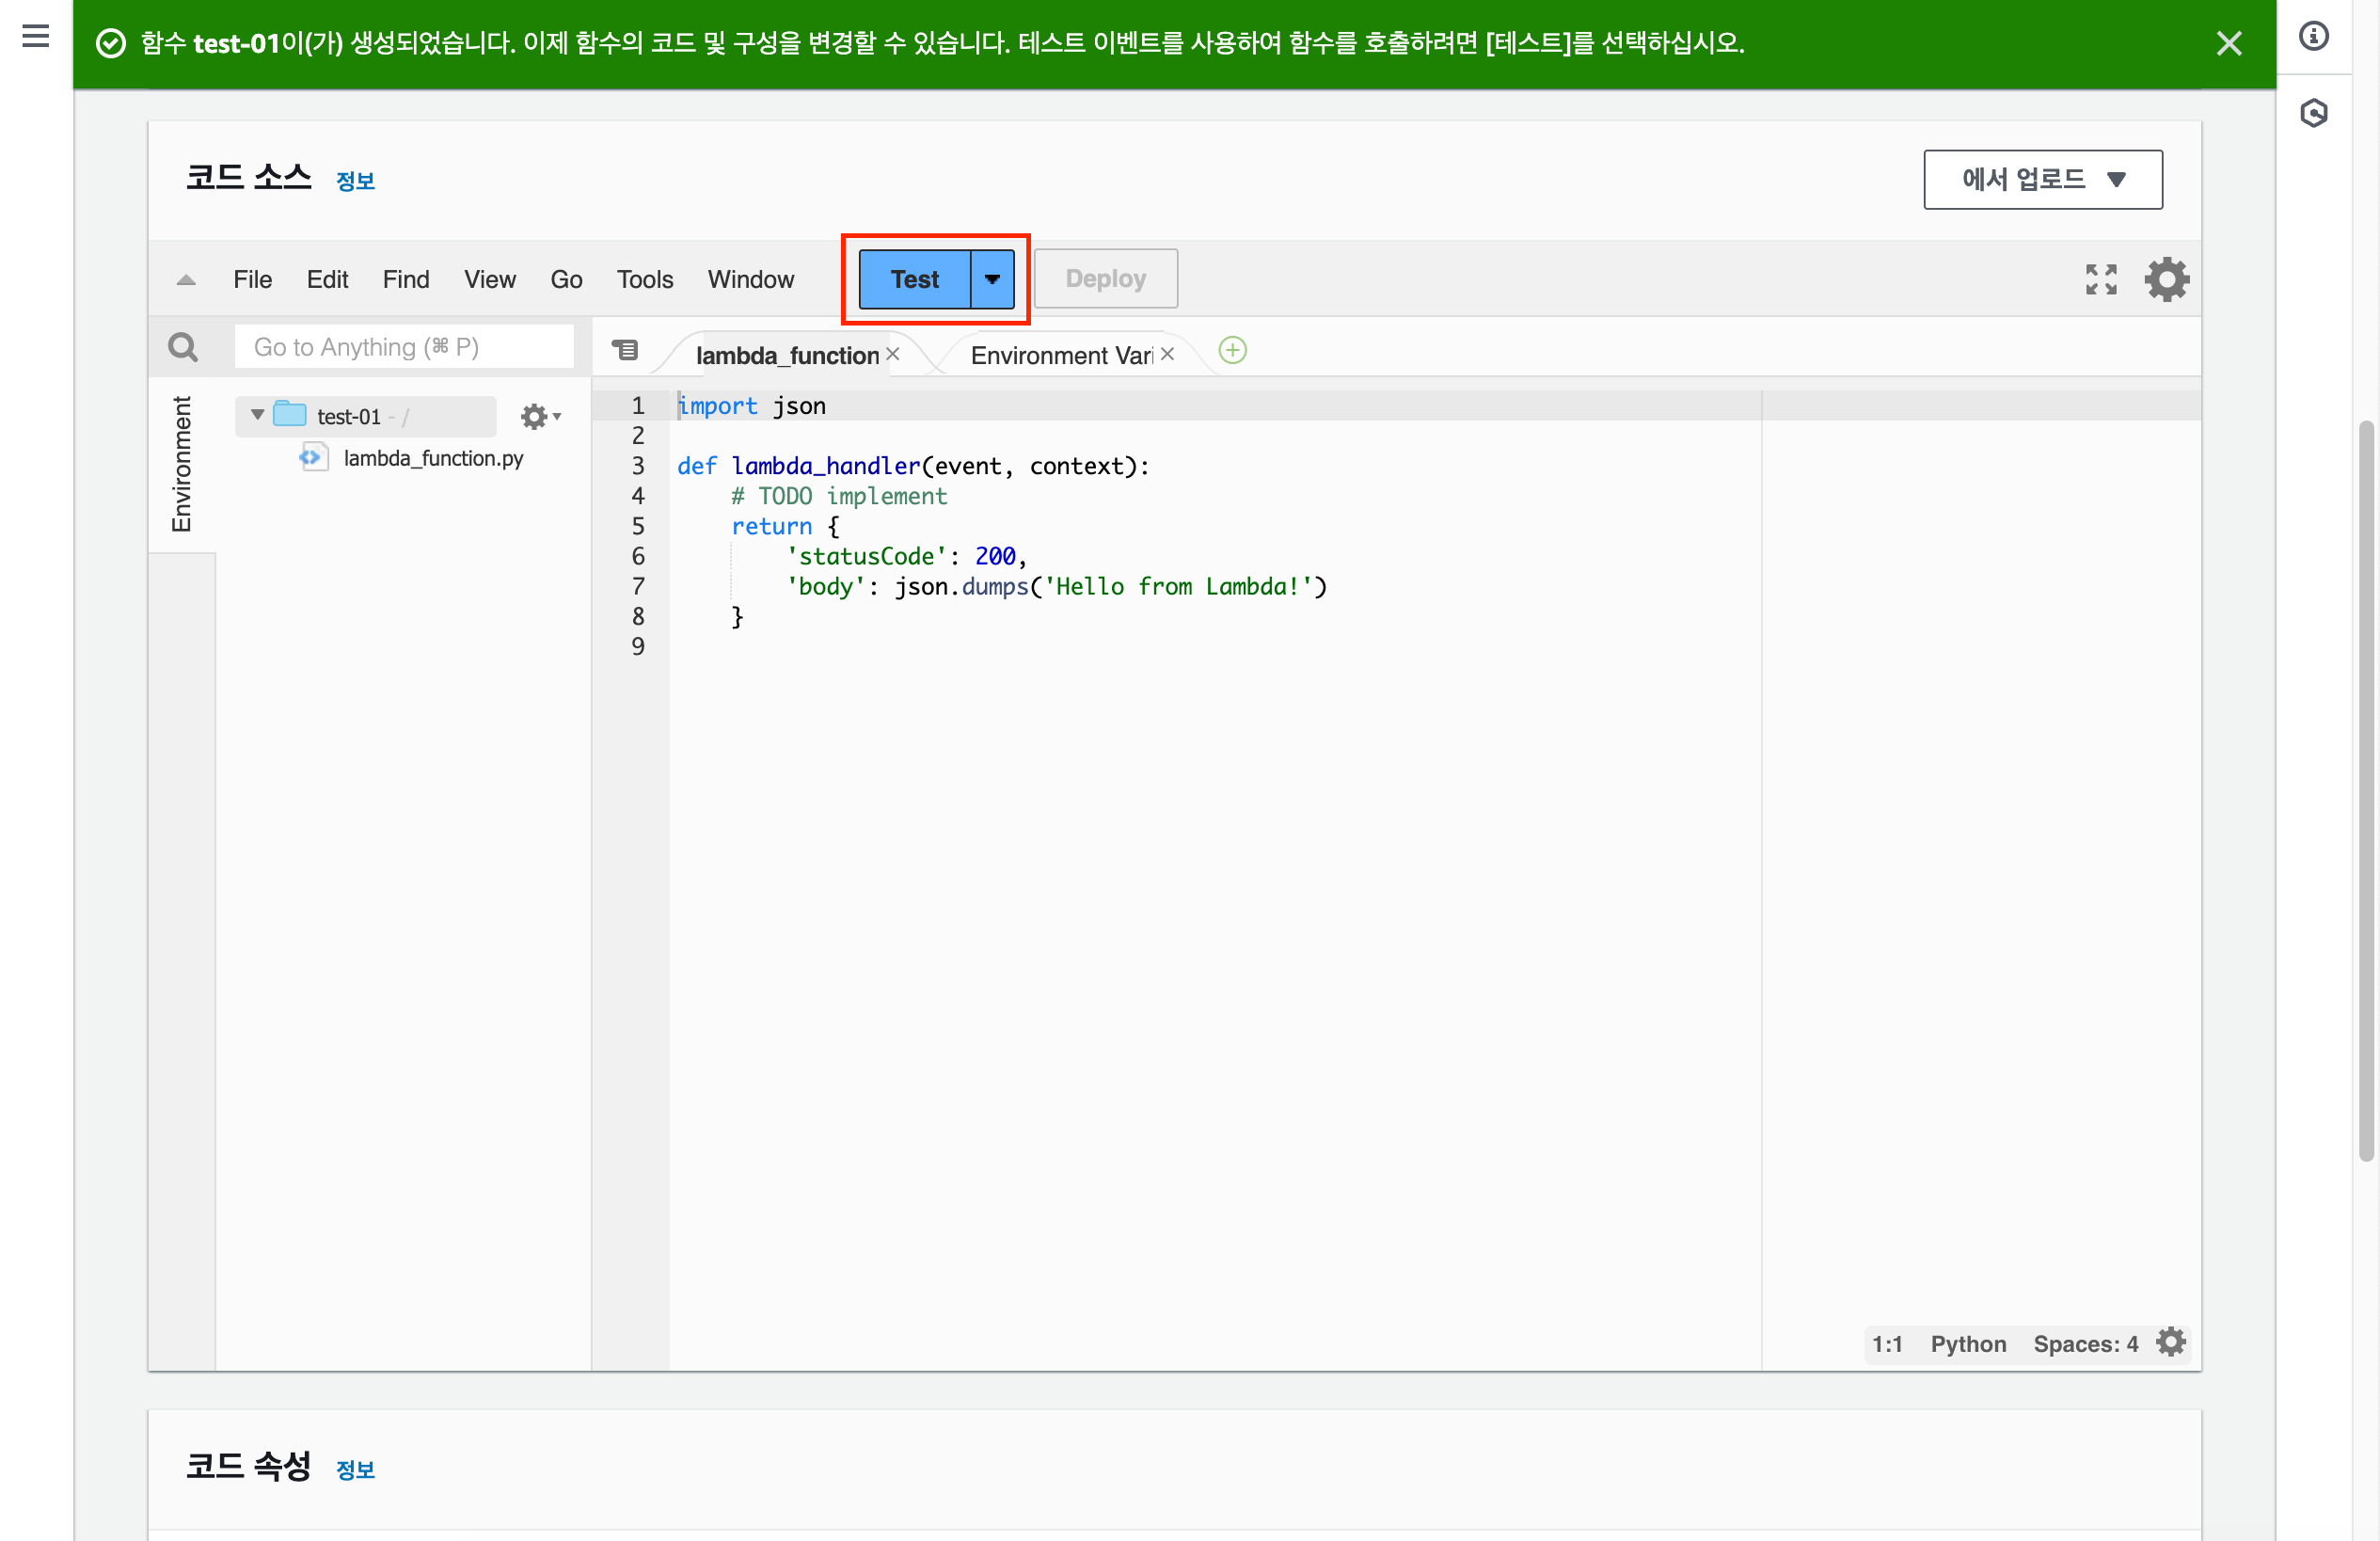 함수 test-01이(가) 생성되었습니다. 이제 함수의 코드 및 구성을 변경할 수 있습니다. 테스트 이벤트를 사용하여 함수를 호출하려면 [테스트]를 선택하십시오.
코드 소스 정보
에서 업로드
File Edit Find View Go Tools Window Test Deploy
Go to Anything (⌘ P)
lambda_function
Environment Vari
Environment
test-01 - /
lambda_function.py
1 import json
2
3 def lambda_handler(event, context):
4     # TODO implement
5     return {
6         'statusCode': 200,
7         'body': json.dumps('Hello from Lambda!')
8     }
9
1:1 Python Spaces: 4
코드 속성 정보